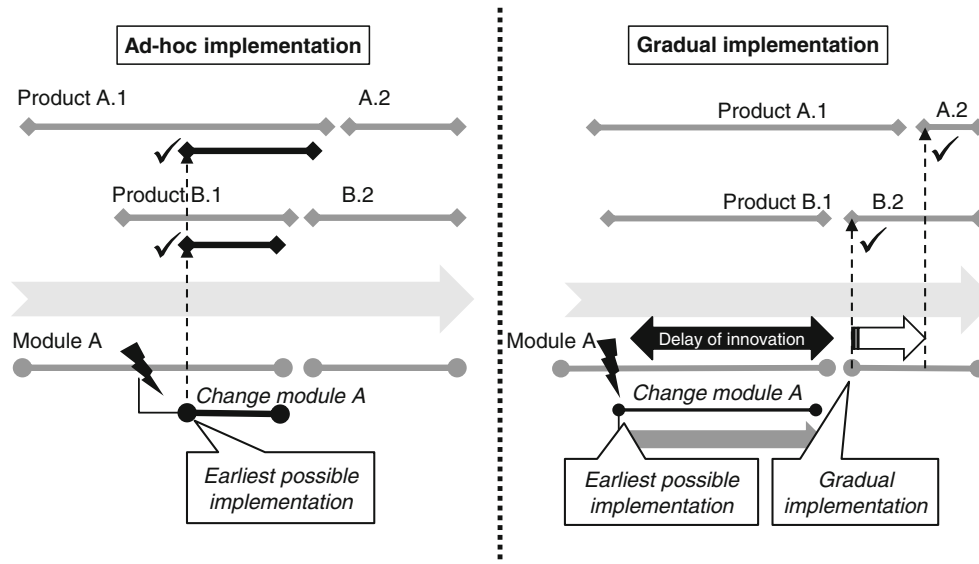 Ad-hoc implementation
Product A.1
A.2
Product B.1
B.2
Module A
Change module A
Earliest possible
implementation
Gradual implementation
Product A.1
A.2
Product B.1
B.2
Module A
Delay of innovation
Change module A
Earliest possible
implementation
Gradual
implementation